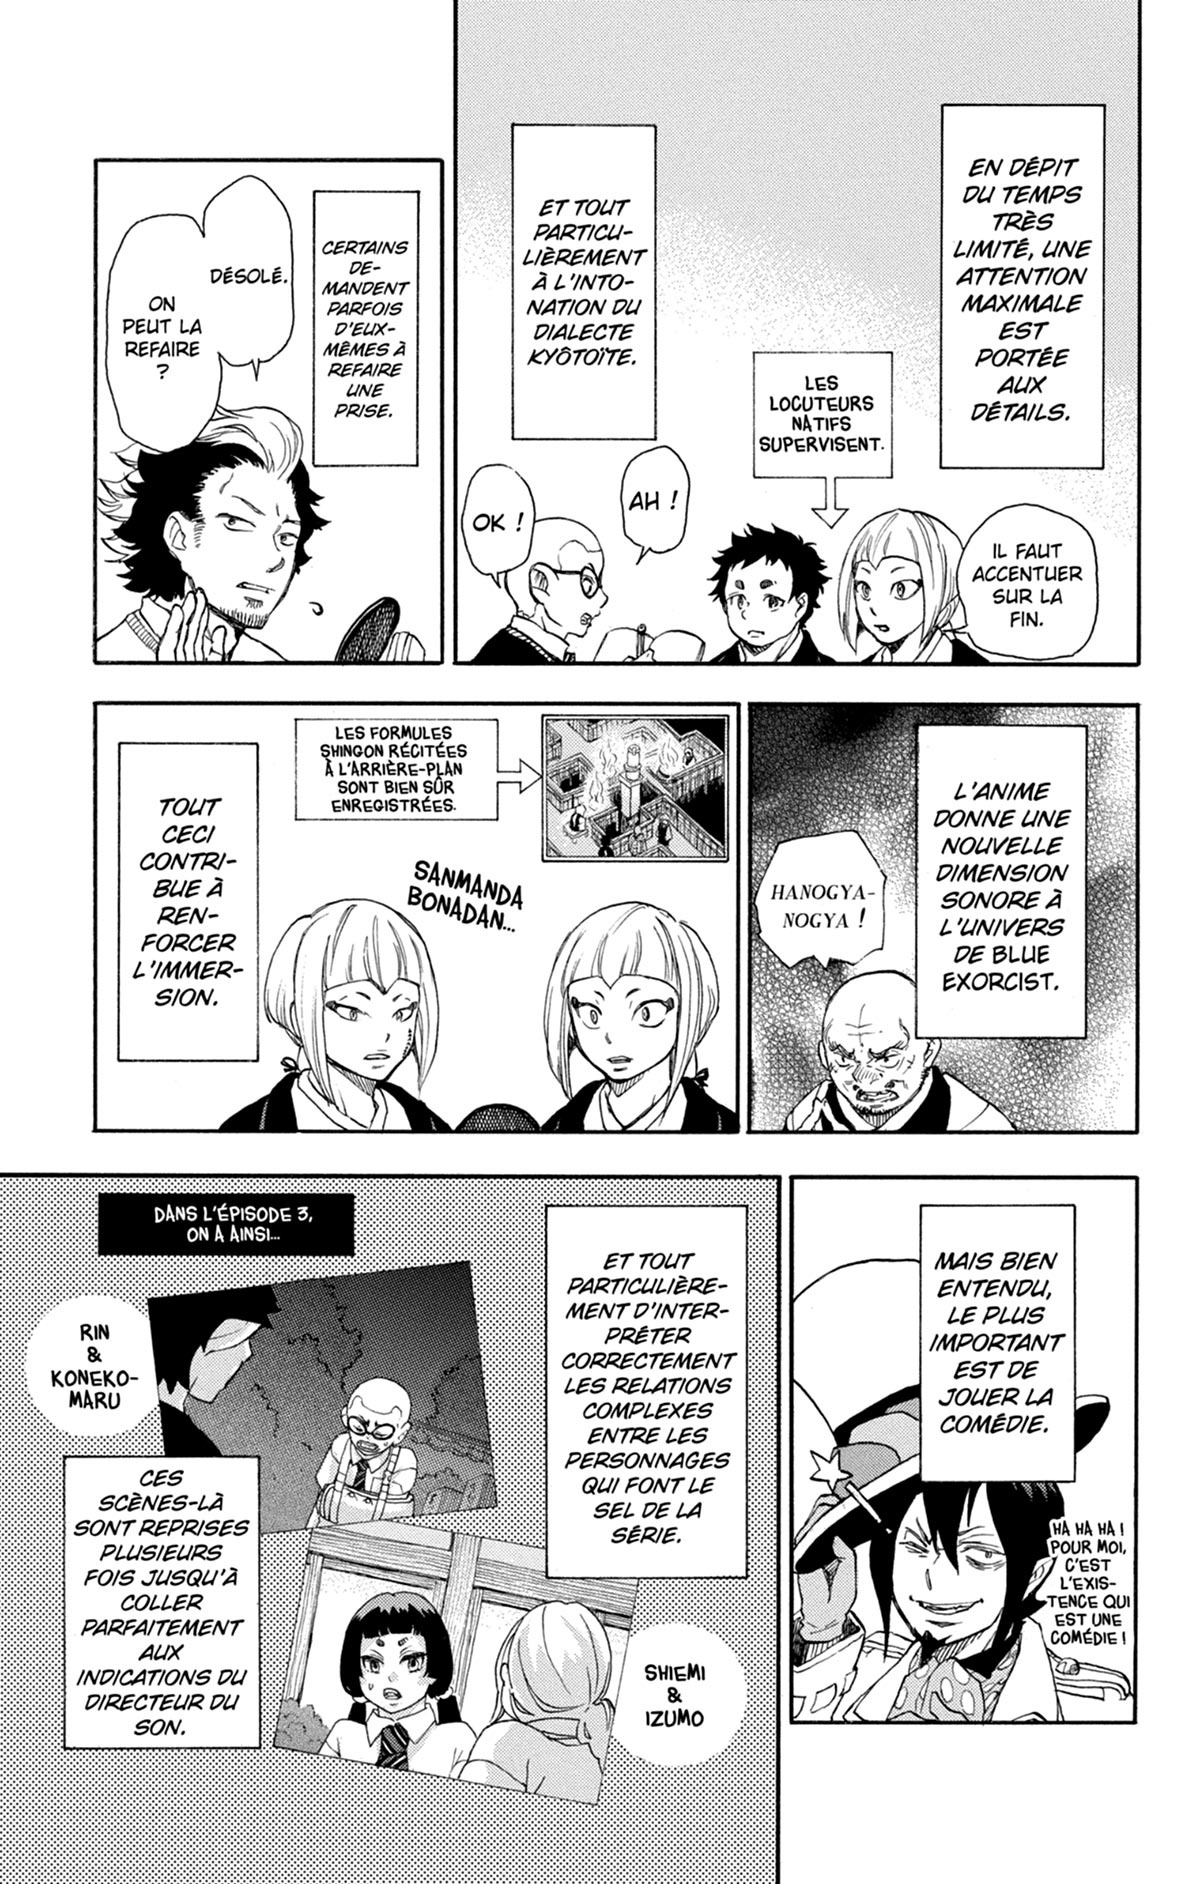 EN DÉPIT
DU TEMPS
TRÈS
LIMITÉ, UNE
ATTENTION
MAXIMALE
EST
PORTÉE
AUX
DÉTAILS.
IL FAUT
ACCENTUER
SUR LA
FIN.
LES
LOCUTEURS
NATIFS
SUPERVISENT.
AH !
ET TOUT
PARTICU-
LIÈREMENT
À L'INTO-
NATION DU
DIALECTE
KYÔTOÏTE.
OK !
CERTAINS
DE-
MANDENT
PARFOIS
D'EUX-
MÊMES À
REFAIRE
UNE
PRISE.
DÉSOLÉ.
ON
PEUT LA
REFAIRE
?
L'ANIME
DONNE UNE
NOUVELLE
DIMENSION
SONORE À
L'UNIVERS
DE BLUE
EXORCIST.
HANOGYA-
NOGYA !
LES FORMULES
SHINGON RÉCITÉES
À L'ARRIÈRE-PLAN
SONT BIEN SÛR
ENREGISTRÉES.
SANMANDA
BONADAN...
TOUT
CECI
CONTRI-
BUE À
REN-
FORCER
L'IMMER-
SION.
MAIS BIEN
ENTENDU,
LE PLUS
IMPORTANT
EST DE
JOUER LA
COMÉDIE.
HA HA HA !
POUR MOI,
C'EST
L'EXIS-
TENCE QUI
EST UNE
COMÉDIE !
ET TOUT
PARTICULIÈRE-
MENT D'INTER-
PRÉTER
CORRECTEMENT
LES RELATIONS
COMPLEXES
ENTRE LES
PERSONNAGES
QUI FONT LE
SEL DE LA
SÉRIE.
DANS L'ÉPISODE 3,
ON A AINSI...
RIN
&
KONEKO-
MARU
SHIEMI
&
IZUMO
CES
SCÈNES-LÀ
SONT REPRISES
PLUSIEURS
FOIS JUSQU'À
COLLER
PARFAITEMENT
AUX
INDICATIONS DU
DIRECTEUR DU
SON.